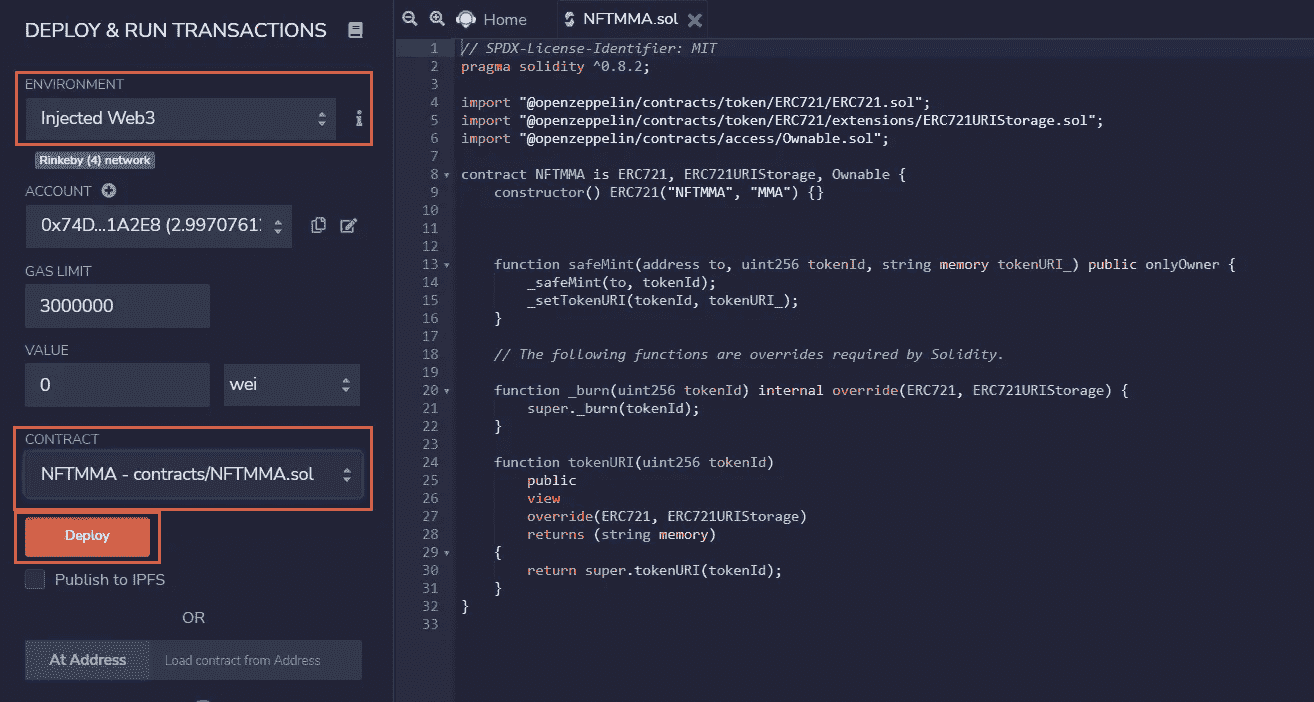 DEPLOY & RUN TRANSACTIONS
ENVIRONMENT
Injected Web3
Rinkeby (4) network
ACCOUNT
0x74D...1A2E8 (2.9970761
GAS LIMIT
3000000
VALUE
0
wei
CONTRACT
NFTMMA - contracts/NFTMMA.sol
Deploy
Publish to IPFS
OR
At Address
Load contract from Address
Home
NFTMMA.sol
1 // SPDX-License-Identifier: MIT
2 pragma solidity ^0.8.2;
3
4 import "@openzeppelin/contracts/token/ERC721/ERC721.sol";
5 import "@openzeppelin/contracts/token/ERC721/extensions/ERC721URIStorage.sol";
6 import "@openzeppelin/contracts/access/Ownable.sol";
7
8 contract NFTMMA is ERC721, ERC721URIStorage, Ownable {
9     constructor() ERC721("NFTMMA", "MMA") {}
10
11
12
13     function safeMint(address to, uint256 tokenId, string memory tokenURI_) public onlyOwner {
14         _safeMint(to, tokenId);
15         _setTokenURI(tokenId, tokenURI_);
16     }
17
18     // The following functions are overrides required by Solidity.
19
20     function _burn(uint256 tokenId) internal override(ERC721, ERC721URIStorage) {
21         super._burn(tokenId);
22     }
23
24     function tokenURI(uint256 tokenId)
25         public
26         view
27         override(ERC721, ERC721URIStorage)
28         returns (string memory)
29     {
30         return super.tokenURI(tokenId);
31     }
32 }
33